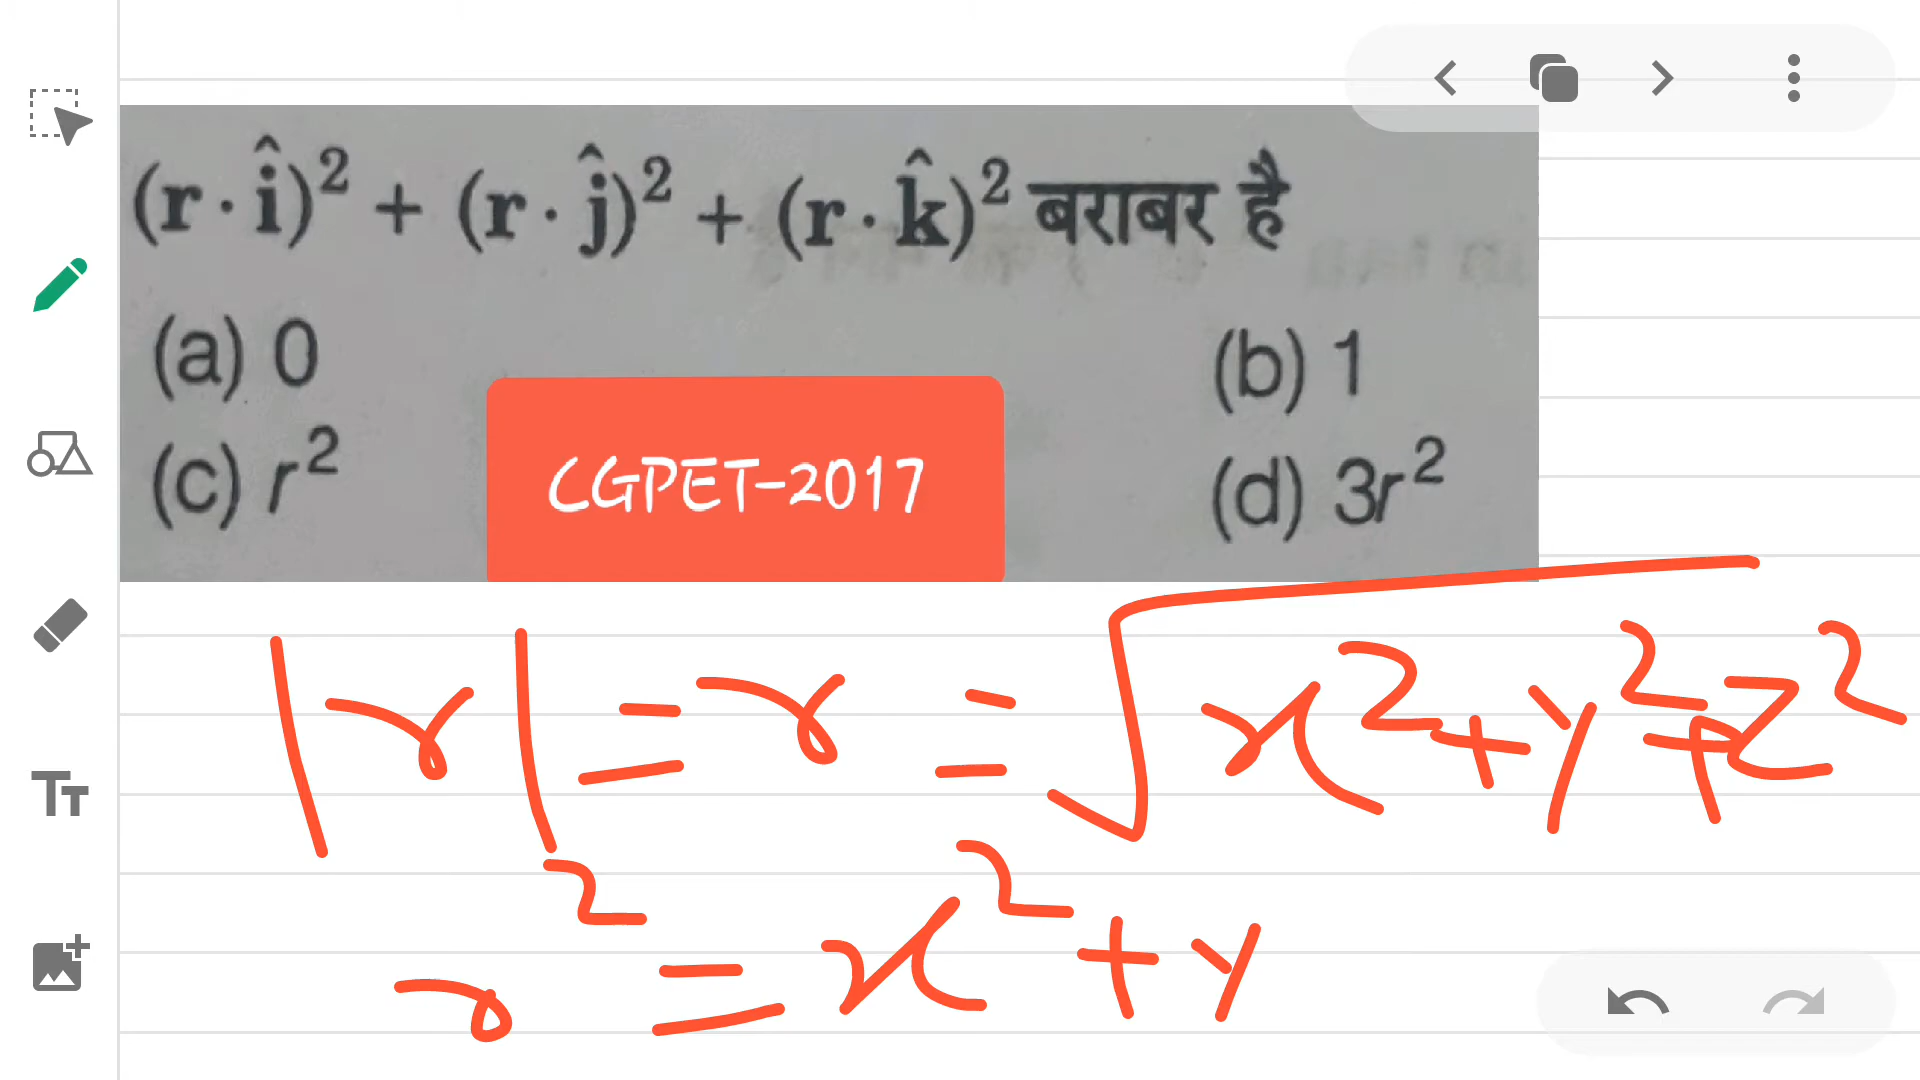 (r · î)² + (r · ĵ)² + (r · k̂)² बराबर है
(a) 0
(b) 1
(c) r²
(d) 3r²
CGPET-2017
|r| = r = √x²+y²+z²
r² = x² + y